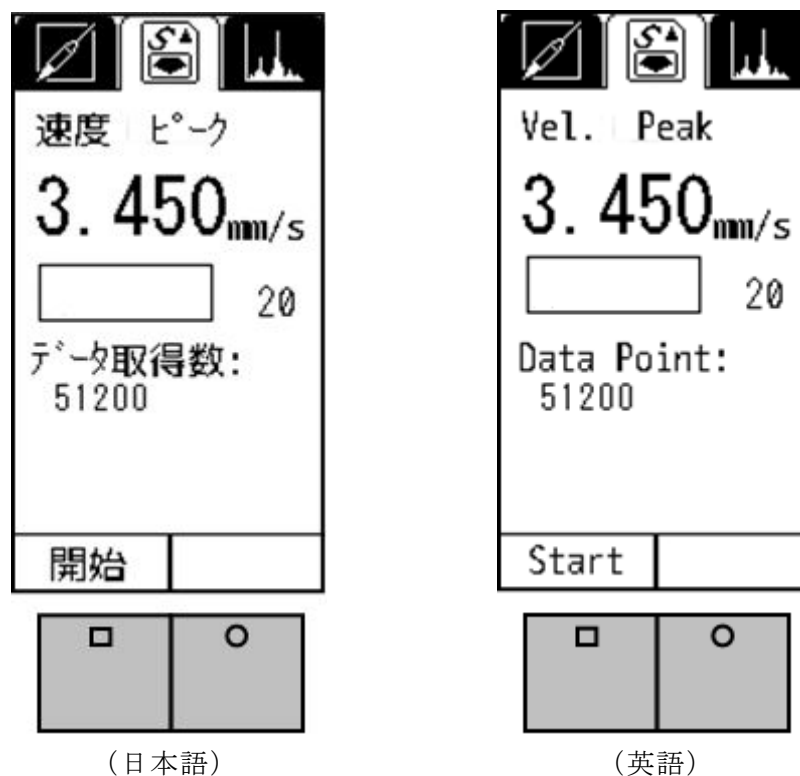 速度 ピーク
3.450mm/s
20
データ取得数:
51200
開始
(日本語)
Vel. Peak
3.450mm/s
20
Data Point:
51200
Start
(英語)